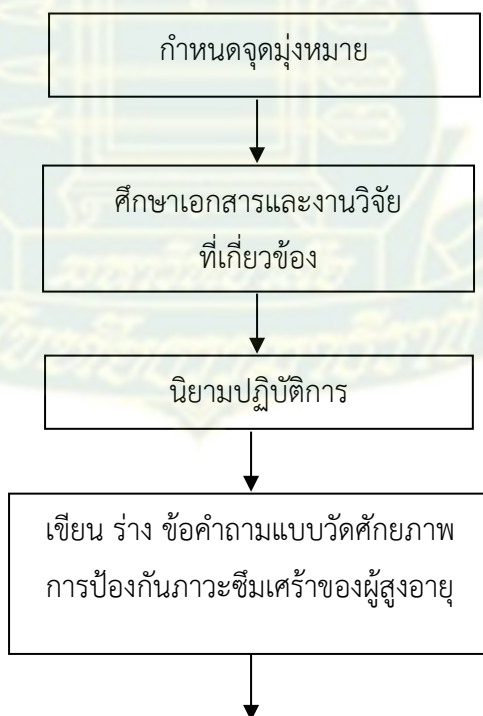 กำหนดจุดมุ่งหมาย
ศึกษาเอกสารและงานวิจัย
ที่เกี่ยวข้อง
นิยามปฏิบัติการ
เขียน ร่าง ข้อคำถามแบบวัดศักยภาพ
การป้องกันภาวะซึมเศร้าของผู้สูงอายุ